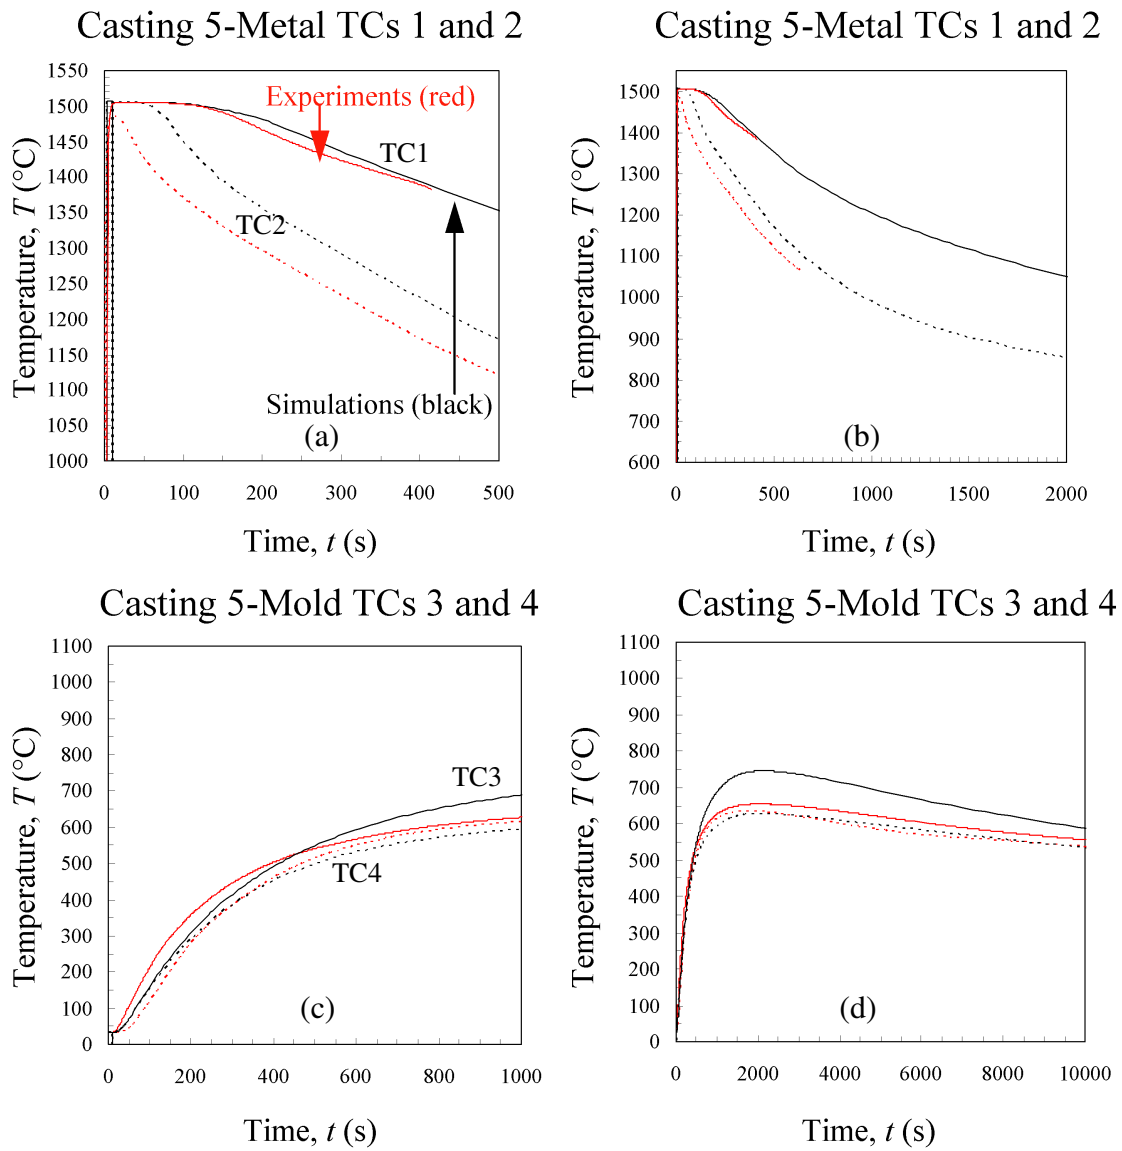 Casting 5-Metal TCs 1 and 2
Temperature, T (°C)
1550
1500
1450
1400
1350
1300
1250
1200
1150
1100
1050
1000
Experiments (red)
TC1
TC2
Simulations (black)
(a)
0 100 200 300 400 500
Time, t (s)
Casting 5-Metal TCs 1 and 2
Temperature, T (°C)
1500
1400
1300
1200
1100
1000
900
800
700
600
(b)
0 500 1000 1500 2000
Time, t (s)
Casting 5-Mold TCs 3 and 4
Temperature, T (°C)
1100
1000
900
800
700
600
500
400
300
200
100
0
TC3
TC4
(c)
0 200 400 600 800 1000
Time, t (s)
Casting 5-Mold TCs 3 and 4
Temperature, T (°C)
1100
1000
900
800
700
600
500
400
300
200
100
0
(d)
0 2000 4000 6000 8000 10000
Time, t (s)